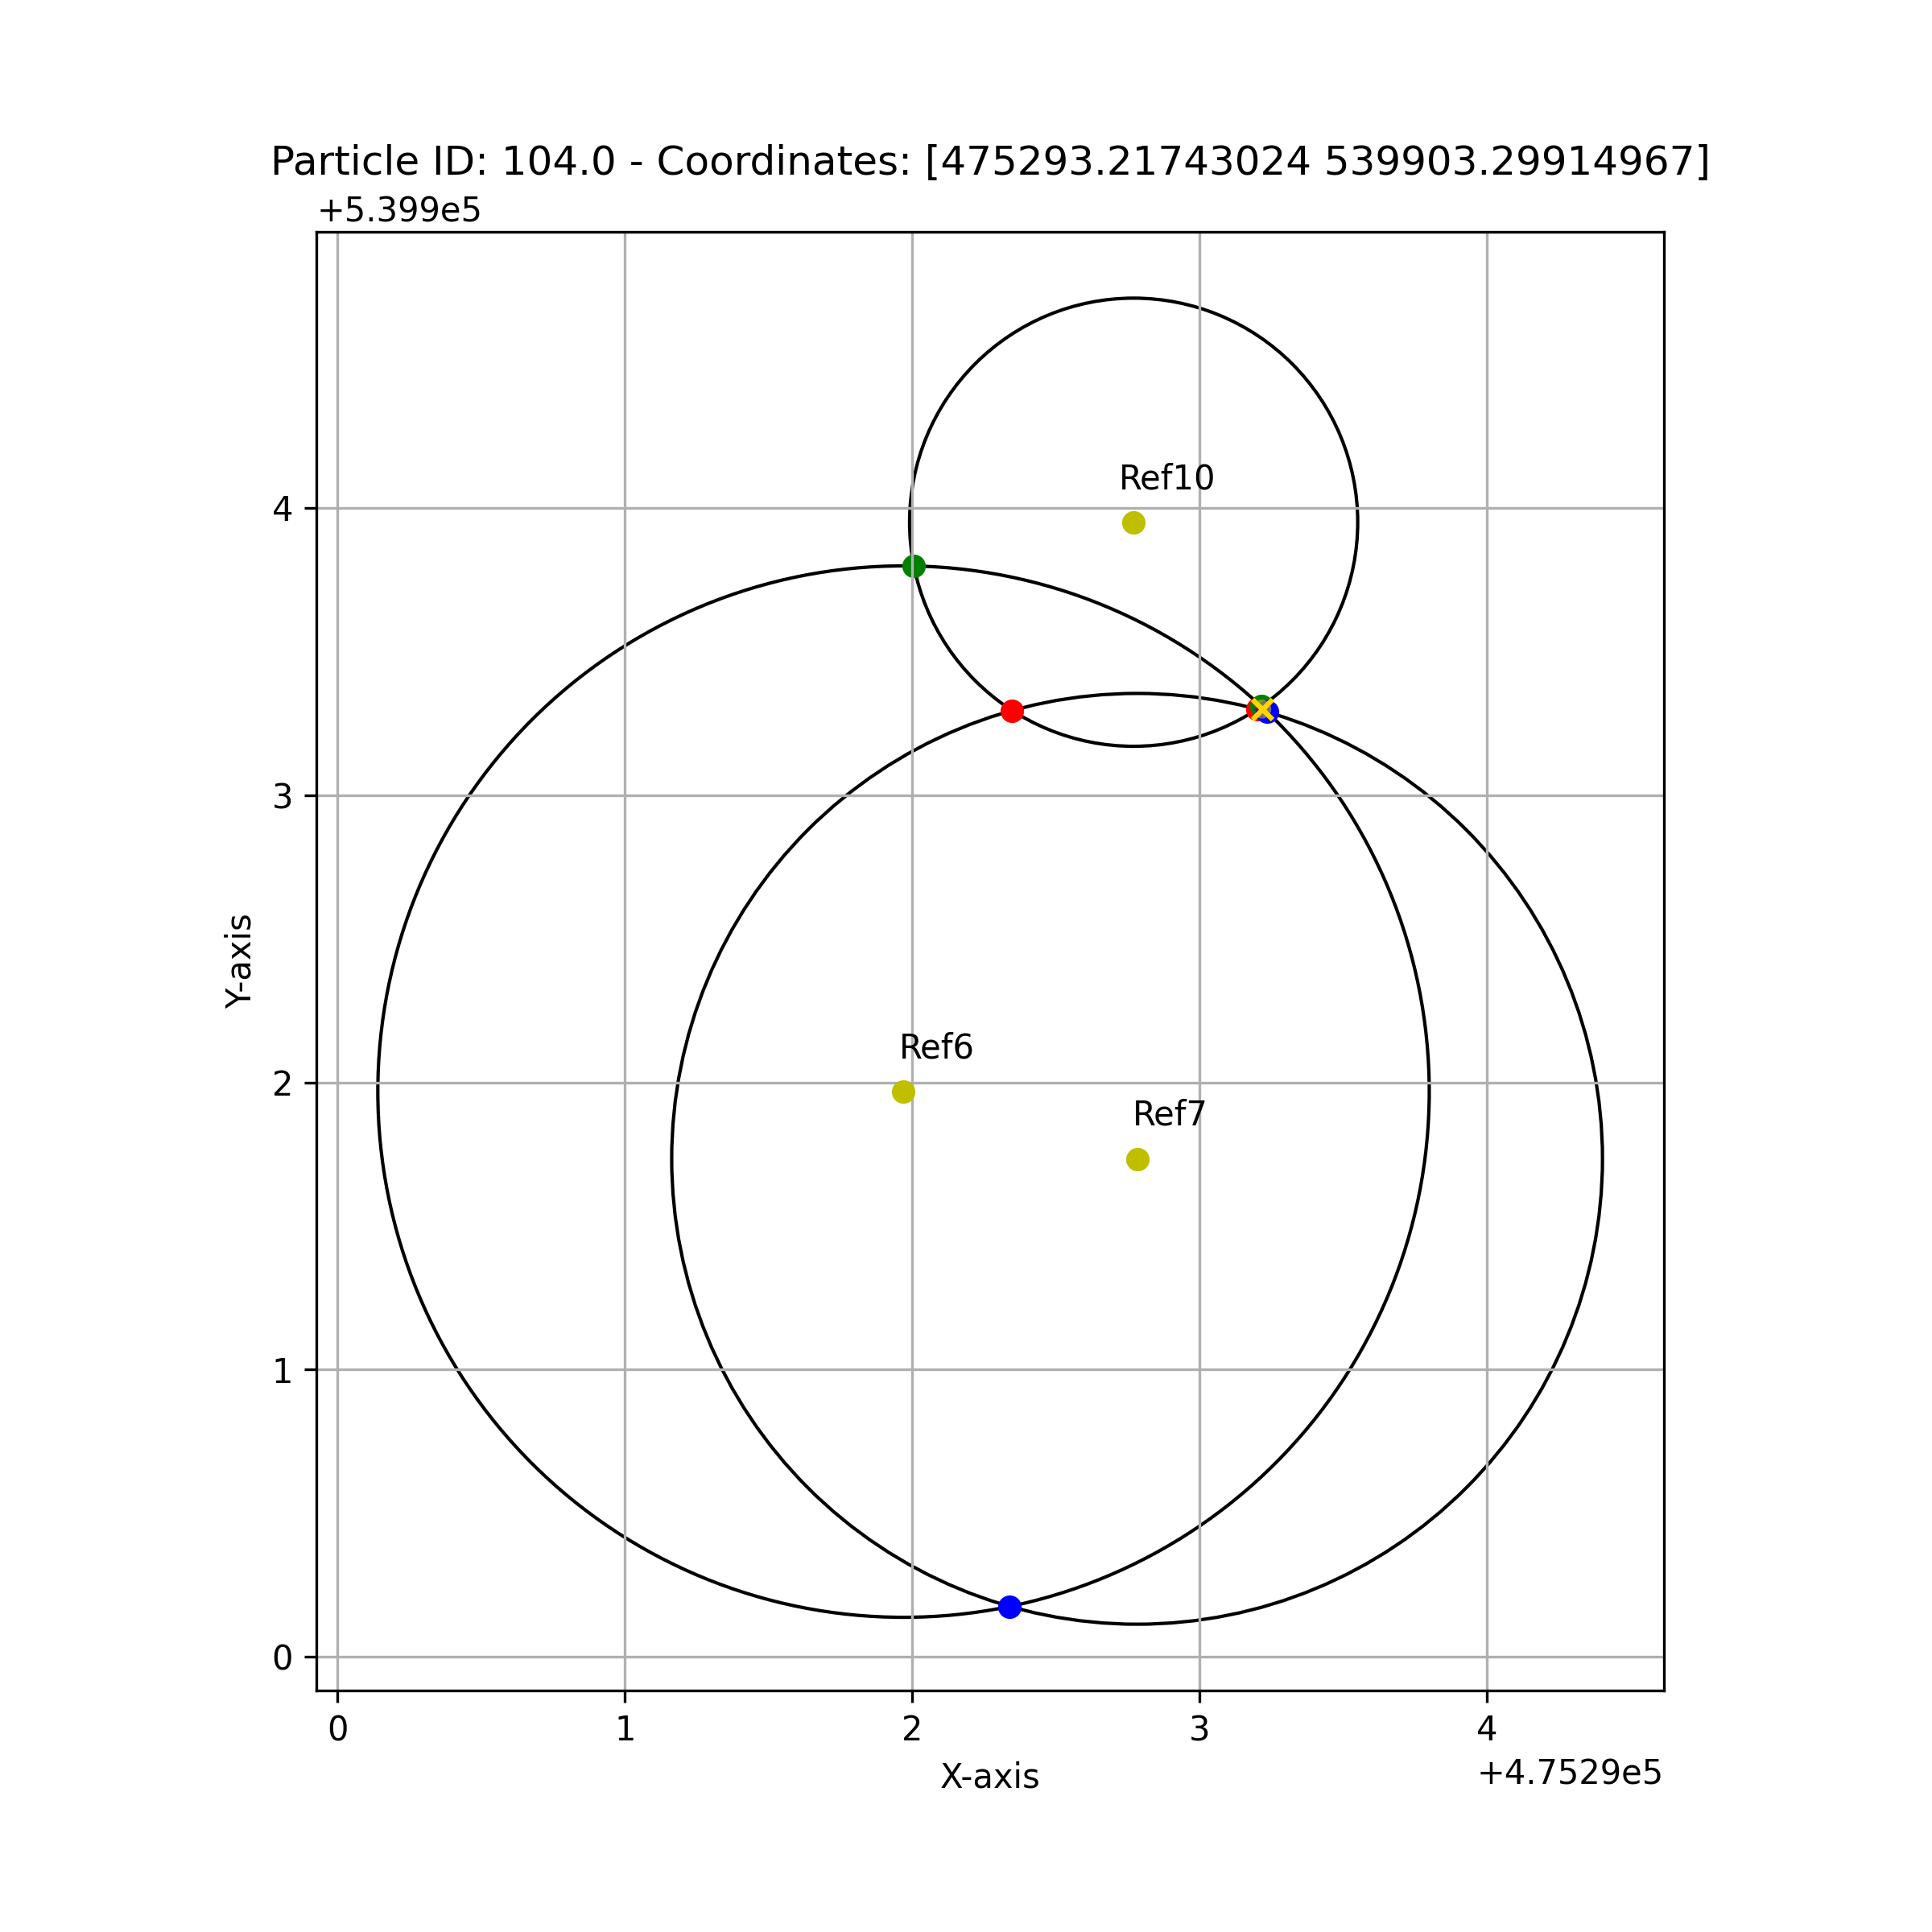 Particle ID: 104.0 - Coordinates: [475293.21743024 539903.29914967]
+5.399e5
Ref10
4
3
Ref6
2
Ref7
Y-axis
1
0
0 1 2 3 4
X-axis
+4.7529e5